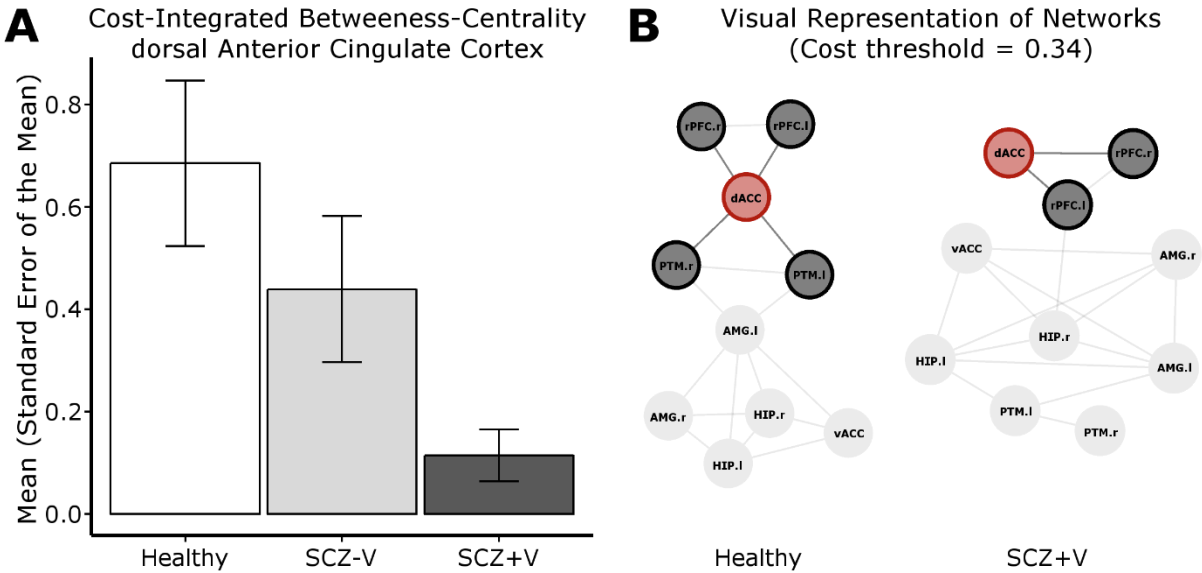 A
Cost-Integrated Betweeness-Centrality
dorsal Anterior Cingulate Cortex
Mean (Standard Error of the Mean)
0.8
0.6
0.4
0.2
0.0
Healthy
SCZ-V
SCZ+V
B
Visual Representation of Networks
(Cost threshold = 0.34)
rPFC.r
rPFC.l
dACC
PTM.r
PTM.l
AMG.l
AMG.r
HIP.r
vACC
HIP.l
Healthy
dACC
rPFC.r
rPFC.l
vACC
AMG.r
HIP.r
HIP.l
AMG.l
PTM.l
PTM.r
SCZ+V